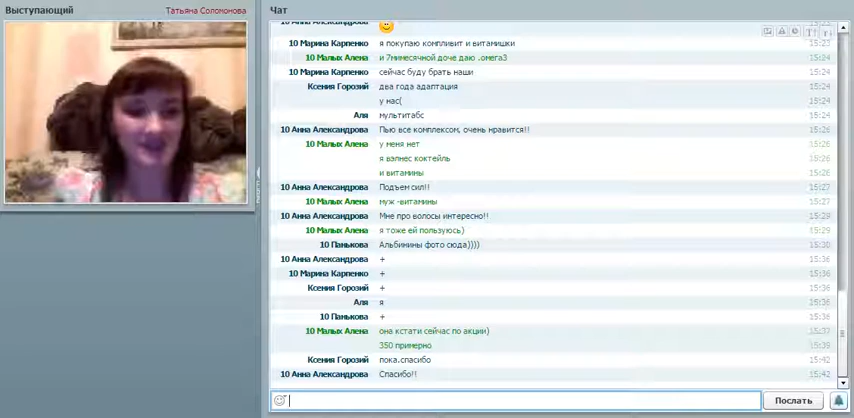 Выступающий Татьяна Соломонова
Чат
10 Анна Александрова
10 Марина Карпенко я покупаю компливит и витамишки 15:23
10 Малых Алена и 7мимесячной доче даю .омега3 15:24
10 Марина Карпенко сейчас буду брать наши 15:24
Ксения Горозий два года адаптация 15:24
у нас( 15:24
Аля мультитабс 15:24
10 Анна Александрова Пью все комплексом, очень нравится!! 15:26
10 Малых Алена у меня нет 15:26
я вэлнес коктейль 15:26
и витамины 15:26
10 Анна Александрова Подъем сил!! 15:27
10 Малых Алена муж -витамины 15:27
10 Анна Александрова Мне про волосы интересно!! 15:29
10 Малых Алена я тоже ей пользуюсь) 15:29
10 Панькова Альбинины фото сюда)))) 15:30
10 Анна Александрова + 15:36
10 Марина Карпенко + 15:36
Ксения Горозий + 15:36
Аля я 15:36
10 Панькова + 15:36
10 Малых Алена она кстати сейчас по акции) 15:37
350 примерно 15:39
Ксения Горозий пока.спасибо 15:42
10 Анна Александрова Спасибо!! 15:42
Послать